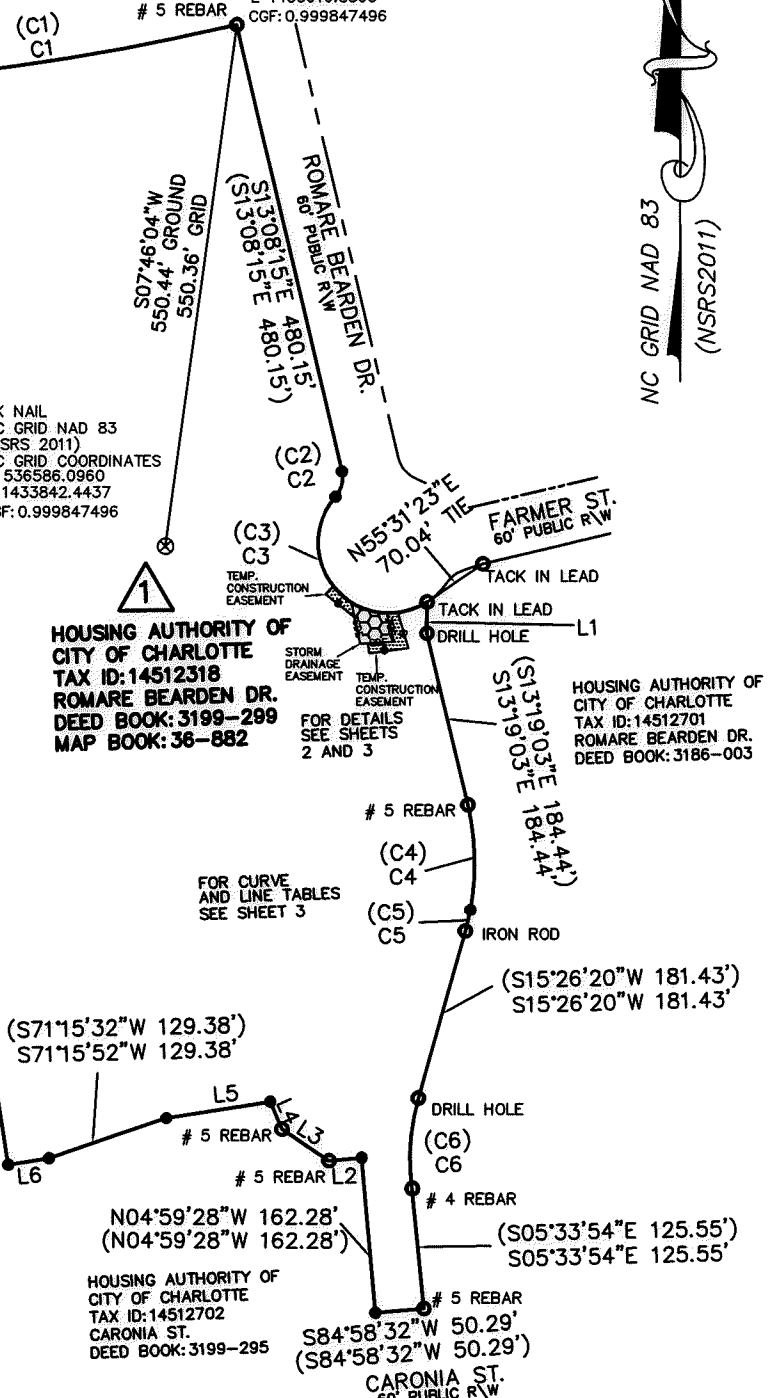 (C1)
C1
# 5 REBAR
CGF: 0.999847496
S07°46'04"W
550.44' GROUND
550.36' GRID
S13°08'15"E 480.15'
(S13°08'15"E 480.15')
ROMARE BEARDEN DR.
60' PUBLIC R\W
NC GRID NAD 83
(NSRS2011)
K NAIL
C GRID NAD 83
SRS 2011)
C GRID COORDINATES
536586.0960
1433842.4437
F: 0.999847496
(C2)
C2
(C3)
C3
N55°31'23"E
70.04' TIE
FARMER ST.
60' PUBLIC R\W
TACK IN LEAD
TACK IN LEAD
L1
DRILL HOLE
TEMP.
CONSTRUCTION
EASEMENT
STORM
DRAINAGE
EASEMENT
TEMP.
CONSTRUCTION
EASEMENT
1
HOUSING AUTHORITY OF
CITY OF CHARLOTTE
TAX ID: 14512318
ROMARE BEARDEN DR.
DEED BOOK: 3199-299
MAP BOOK: 36-882
FOR DETAILS
SEE SHEETS
2 AND 3
(S13°19'03"E 184.44')
S13°19'03"E 184.44'
HOUSING AUTHORITY OF
CITY OF CHARLOTTE
TAX ID: 14512701
ROMARE BEARDEN DR.
DEED BOOK: 3186-003
# 5 REBAR
(C4)
C4
FOR CURVE
AND LINE TABLES
SEE SHEET 3
(C5)
C5
IRON ROD
(S15°26'20"W 181.43')
S15°26'20"W 181.43'
(S71°15'32"W 129.38')
S71°15'52"W 129.38'
L5
L4
L3
# 5 REBAR
DRILL HOLE
(C6)
C6
L6
# 5 REBAR
L2
# 4 REBAR
N04°59'28"W 162.28'
(N04°59'28"W 162.28')
(S05°33'54"E 125.55')
S05°33'54"E 125.55'
HOUSING AUTHORITY OF
CITY OF CHARLOTTE
TAX ID: 14512702
CARONIA ST.
DEED BOOK: 3199-295
# 5 REBAR
S84°58'32"W 50.29'
(S84°58'32"W 50.29')
CARONIA ST.
60' PUBLIC R\W